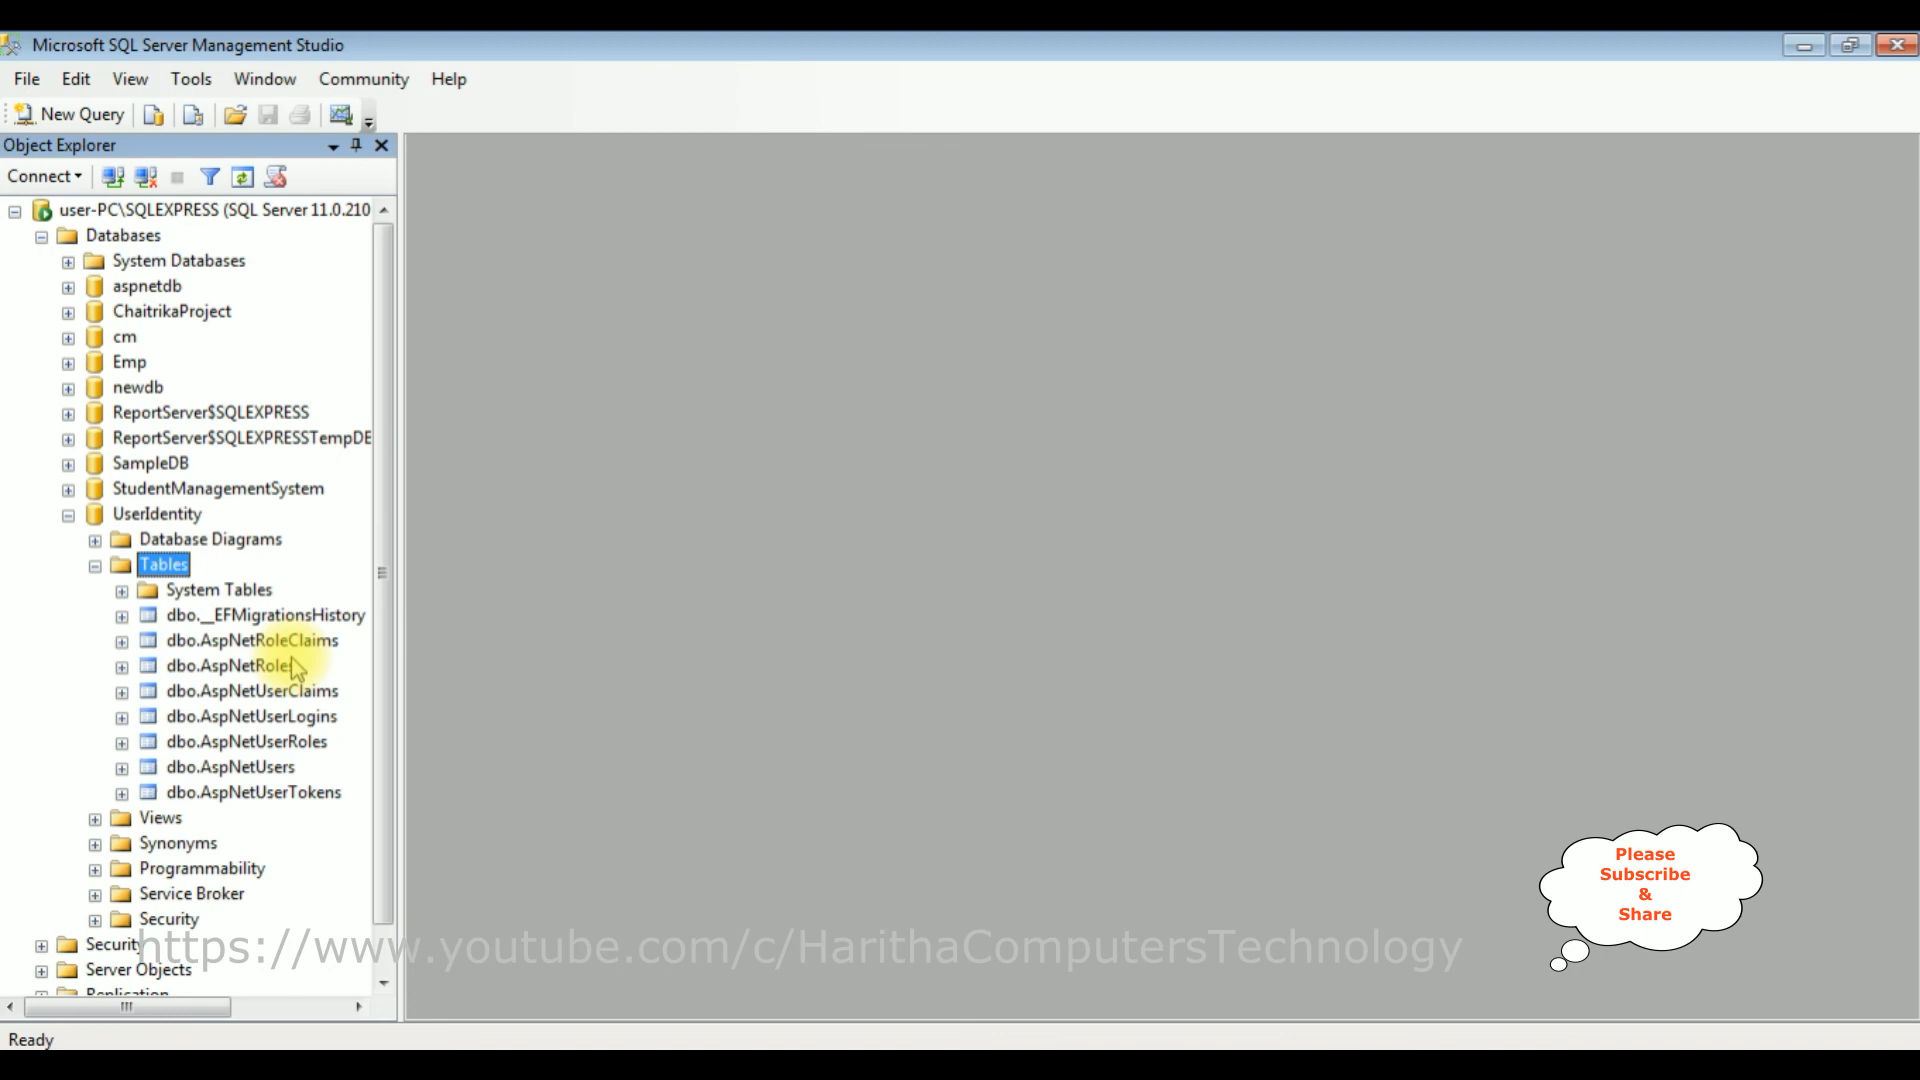 Microsoft SQL Server Management Studio
File Edit View Tools Window Community Help
New Query
Object Explorer
Connect
user-PC\SQLEXPRESS (SQL Server 11.0.210
Databases
System Databases
aspnetdb
ChaitrikaProject
cm
Emp
newdb
ReportServer$SQLEXPRESS
ReportServer$SQLEXPRESSTempDE
SampleDB
StudentManagementSystem
UserIdentity
Database Diagrams
Tables
System Tables
dbo.__EFMigrationsHistory
dbo.AspNetRoleClaims
dbo.AspNetRoles
dbo.AspNetUserClaims
dbo.AspNetUserLogins
dbo.AspNetUserRoles
dbo.AspNetUsers
dbo.AspNetUserTokens
Views
Synonyms
Programmability
Service Broker
Security
Security
Server Objects
Replication
https://www.youtube.com/c/HarithaComputersTechnology
Please
Subscribe
&
Share
Ready